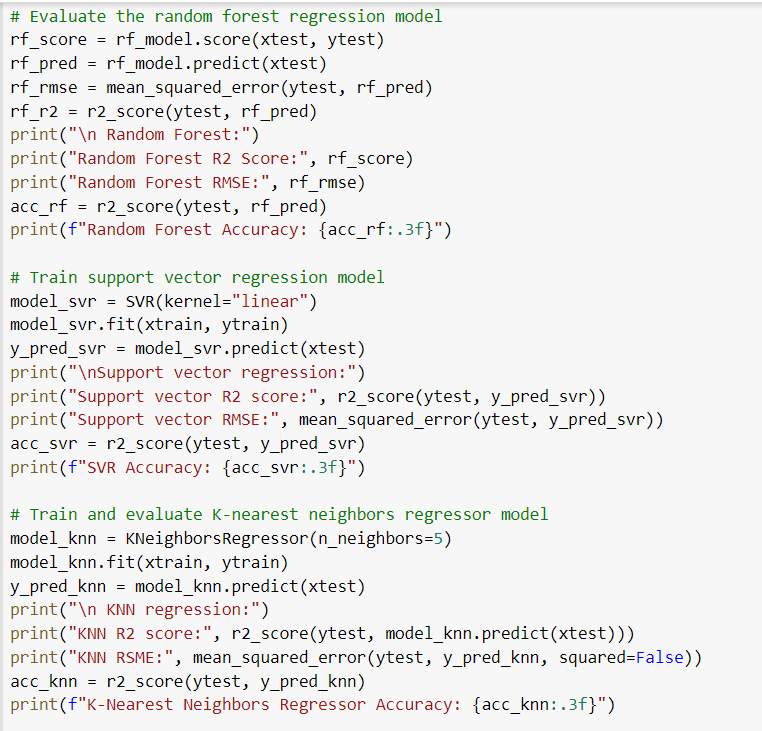 # Evaluate the random forest regression model
rf_score = rf_model.score(xtest, ytest)
rf_pred = rf_model.predict(xtest)
rf_rmse = mean_squared_error(ytest, rf_pred)
rf_r2 = r2_score(ytest, rf_pred)
print("\n Random Forest:")
print("Random Forest R2 Score:", rf_score)
print("Random Forest RMSE:", rf_rmse)
acc_rf = r2_score(ytest, rf_pred)
print(f"Random Forest Accuracy: {acc_rf:.3f}")
# Train support vector regression model
model_svr = SVR(kernel="linear")
model_svr.fit(xtrain, ytrain)
y_pred_svr = model_svr.predict(xtest)
print("\nSupport vector regression:")
print("Support vector R2 score:", r2_score(ytest, y_pred_svr))
print("Support vector RMSE:", mean_squared_error(ytest, y_pred_svr))
acc_svr = r2_score(ytest, y_pred_svr)
print(f"SVR Accuracy: {acc_svr:.3f}")
# Train and evaluate K-nearest neighbors regressor model
model_knn = KNeighborsRegressor(n_neighbors=5)
model_knn.fit(xtrain, ytrain)
y_pred_knn = model_knn.predict(xtest)
print("\n KNN regression:")
print("KNN R2 score:", r2_score(ytest, model_knn.predict(xtest)))
print("KNN RSME:", mean_squared_error(ytest, y_pred_knn, squared=False))
acc_knn = r2_score(ytest, y_pred_knn)
print(f"K-Nearest Neighbors Regressor Accuracy: {acc_knn:.3f}")